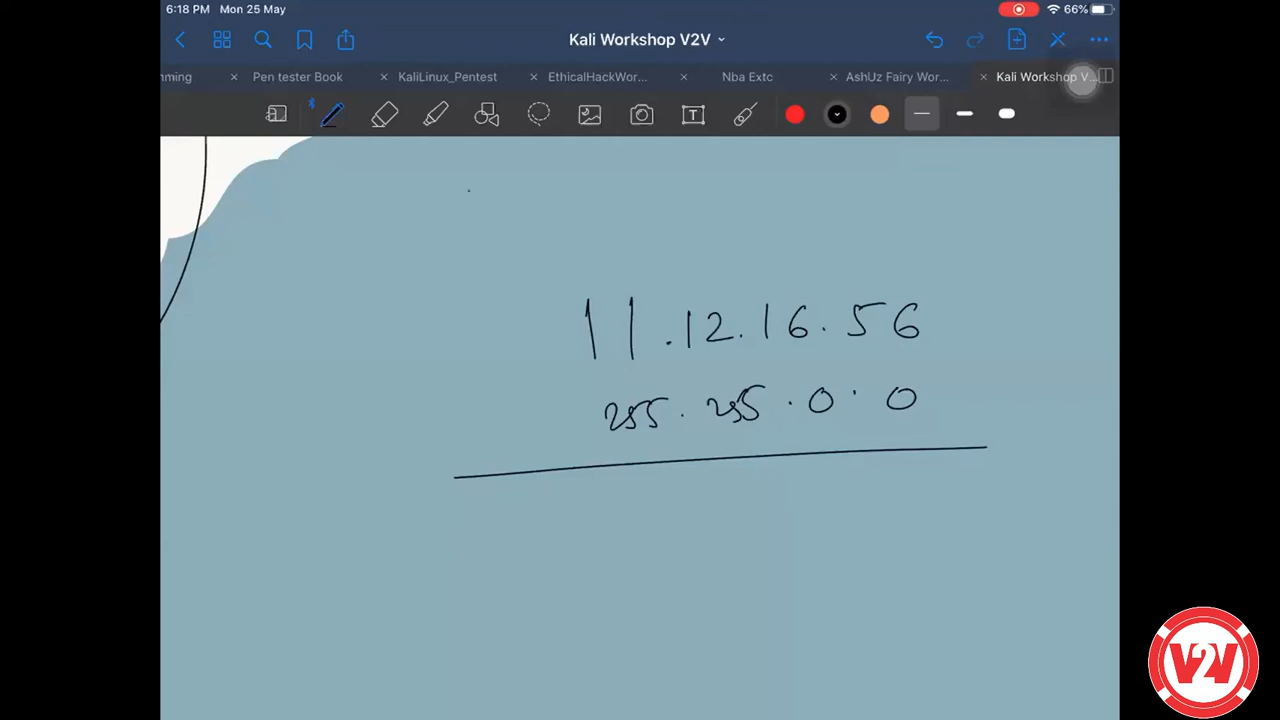 6:18 PM Mon 25 May
66%
Kali Workshop V2V
mming
Pen tester Book
KaliLinux_Pentest
EthicalHackWor...
Nba Extc
AshUz Fairy Wor...
Kali Workshop V...
T
11.12.16.56
255.255.0.0
V2V